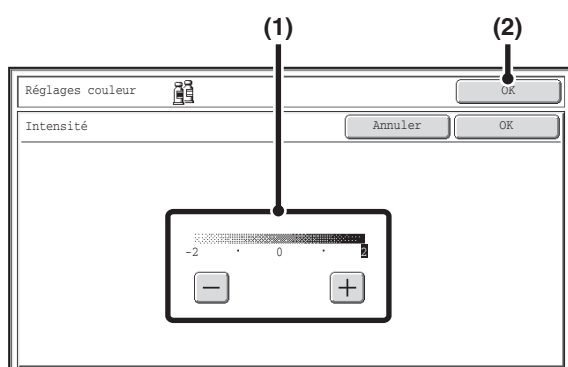 (1) (2)
Réglages couleur OK
Intensité Annuler OK
-2 · 0 · 2
− +